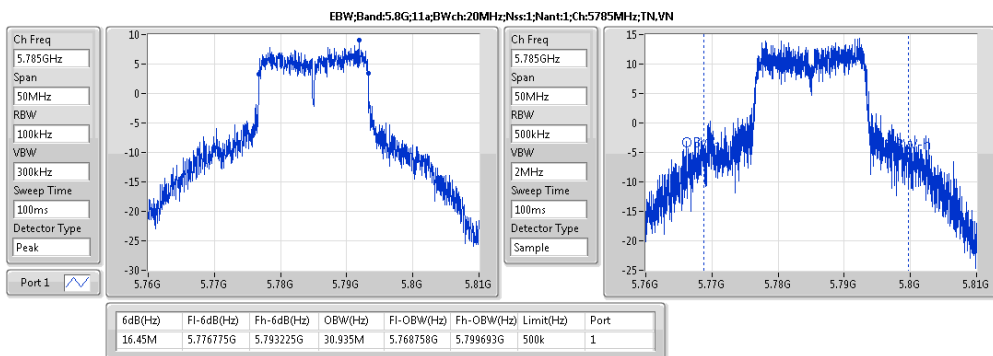 EBW;Band:5.8G;11a;BWch:20MHz;Nss:1;Nant:1;Ch:5785MHz;TN,VN
Ch Freq
5.785GHz
Span
50MHz
RBW
100kHz
VBW
300kHz
Sweep Time
100ms
Detector Type
Peak
Port 1
10
5
0
-5
-10
-15
-20
-25
-30
5.76G 5.77G 5.78G 5.79G 5.8G 5.81G
Ch Freq
5.785GHz
Span
50MHz
RBW
500kHz
VBW
2MHz
Sweep Time
100ms
Detector Type
Sample
15
10
5
0
-5
-10
-15
-20
-25
5.76G 5.77G 5.78G 5.79G 5.8G 5.81G
6dB(Hz) Fl-6dB(Hz) Fh-6dB(Hz) OBW(Hz) Fl-OBW(Hz) Fh-OBW(Hz) Limit(Hz) Port
16.45M 5.776775G 5.793225G 30.935M 5.768758G 5.799693G 500k 1